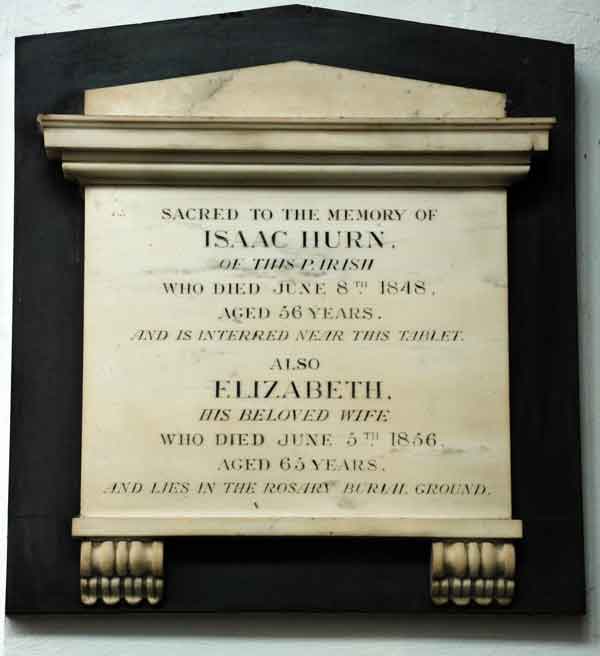 SACRED TO THE MEMORY OF
ISAAC HURN,
OF THIS PARISH
WHO DIED JUNE 8TH 1848,
AGED 56 YEARS.
AND IS INTERRED NEAR THIS TABLET.
ALSO
ELIZABETH,
HIS BELOVED WIFE
WHO DIED JUNE 5TH 1856,
AGED 65 YEARS.
AND LIES IN THE ROSARY BURIAL GROUND.